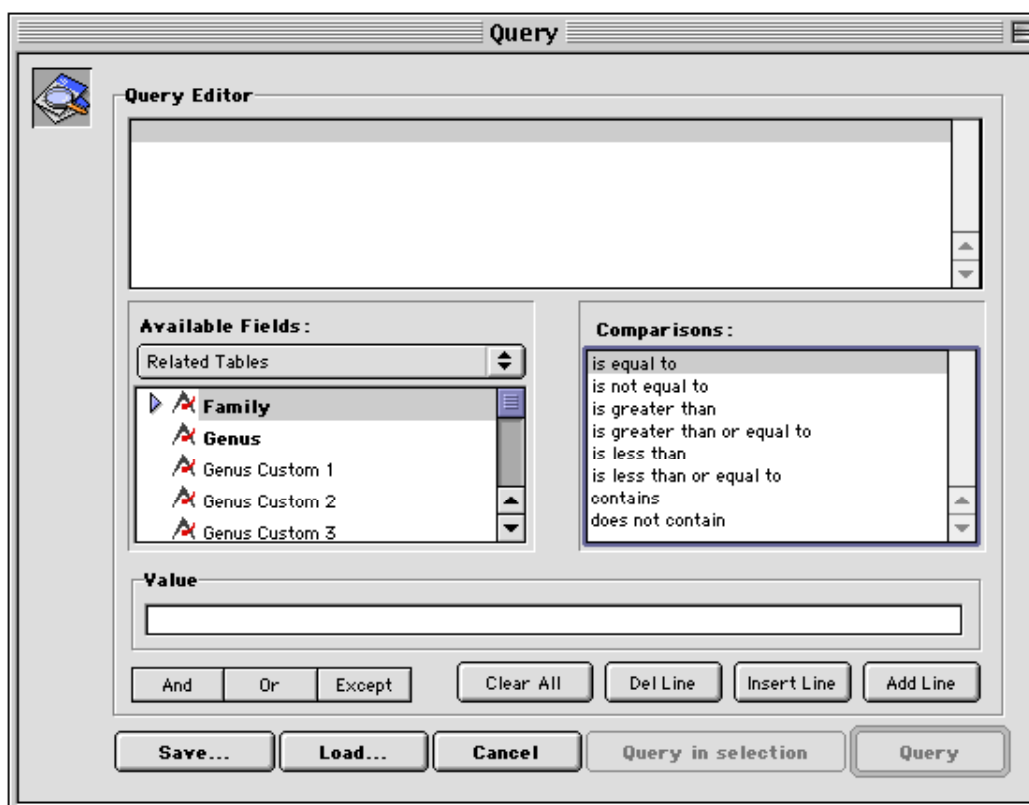 Query
Query Editor
Available Fields:
Related Tables
Family
Genus
Genus Custom 1
Genus Custom 2
Genus Custom 3
Comparisons:
is equal to
is not equal to
is greater than
is greater than or equal to
is less than
is less than or equal to
contains
does not contain
Value
And Or Except Clear All Del Line Insert Line Add Line
Save... Load... Cancel Query in selection Query